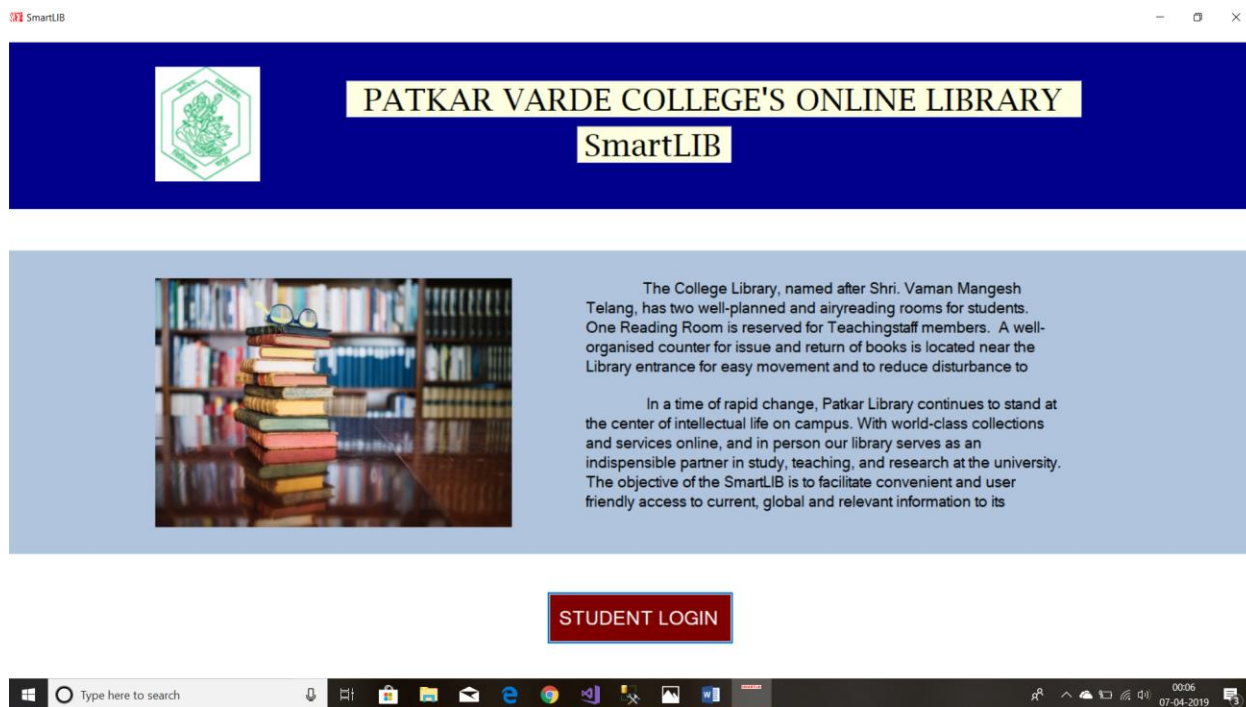 SmartLIB
PATKAR VARDE COLLEGE'S ONLINE LIBRARY
SmartLIB
The College Library, named after Shri. Vaman Mangesh
Telang, has two well-planned and airyreading rooms for students.
One Reading Room is reserved for Teachingstaff members. A well-
organised counter for issue and return of books is located near the
Library entrance for easy movement and to reduce disturbance to
In a time of rapid change, Patkar Library continues to stand at
the center of intellectual life on campus. With world-class collections
and services online, and in person our library serves as an
indispensible partner in study, teaching, and research at the university.
The objective of the SmartLIB is to facilitate convenient and user
friendly access to current, global and relevant information to its
STUDENT LOGIN
Type here to search
00:06
07-04-2019